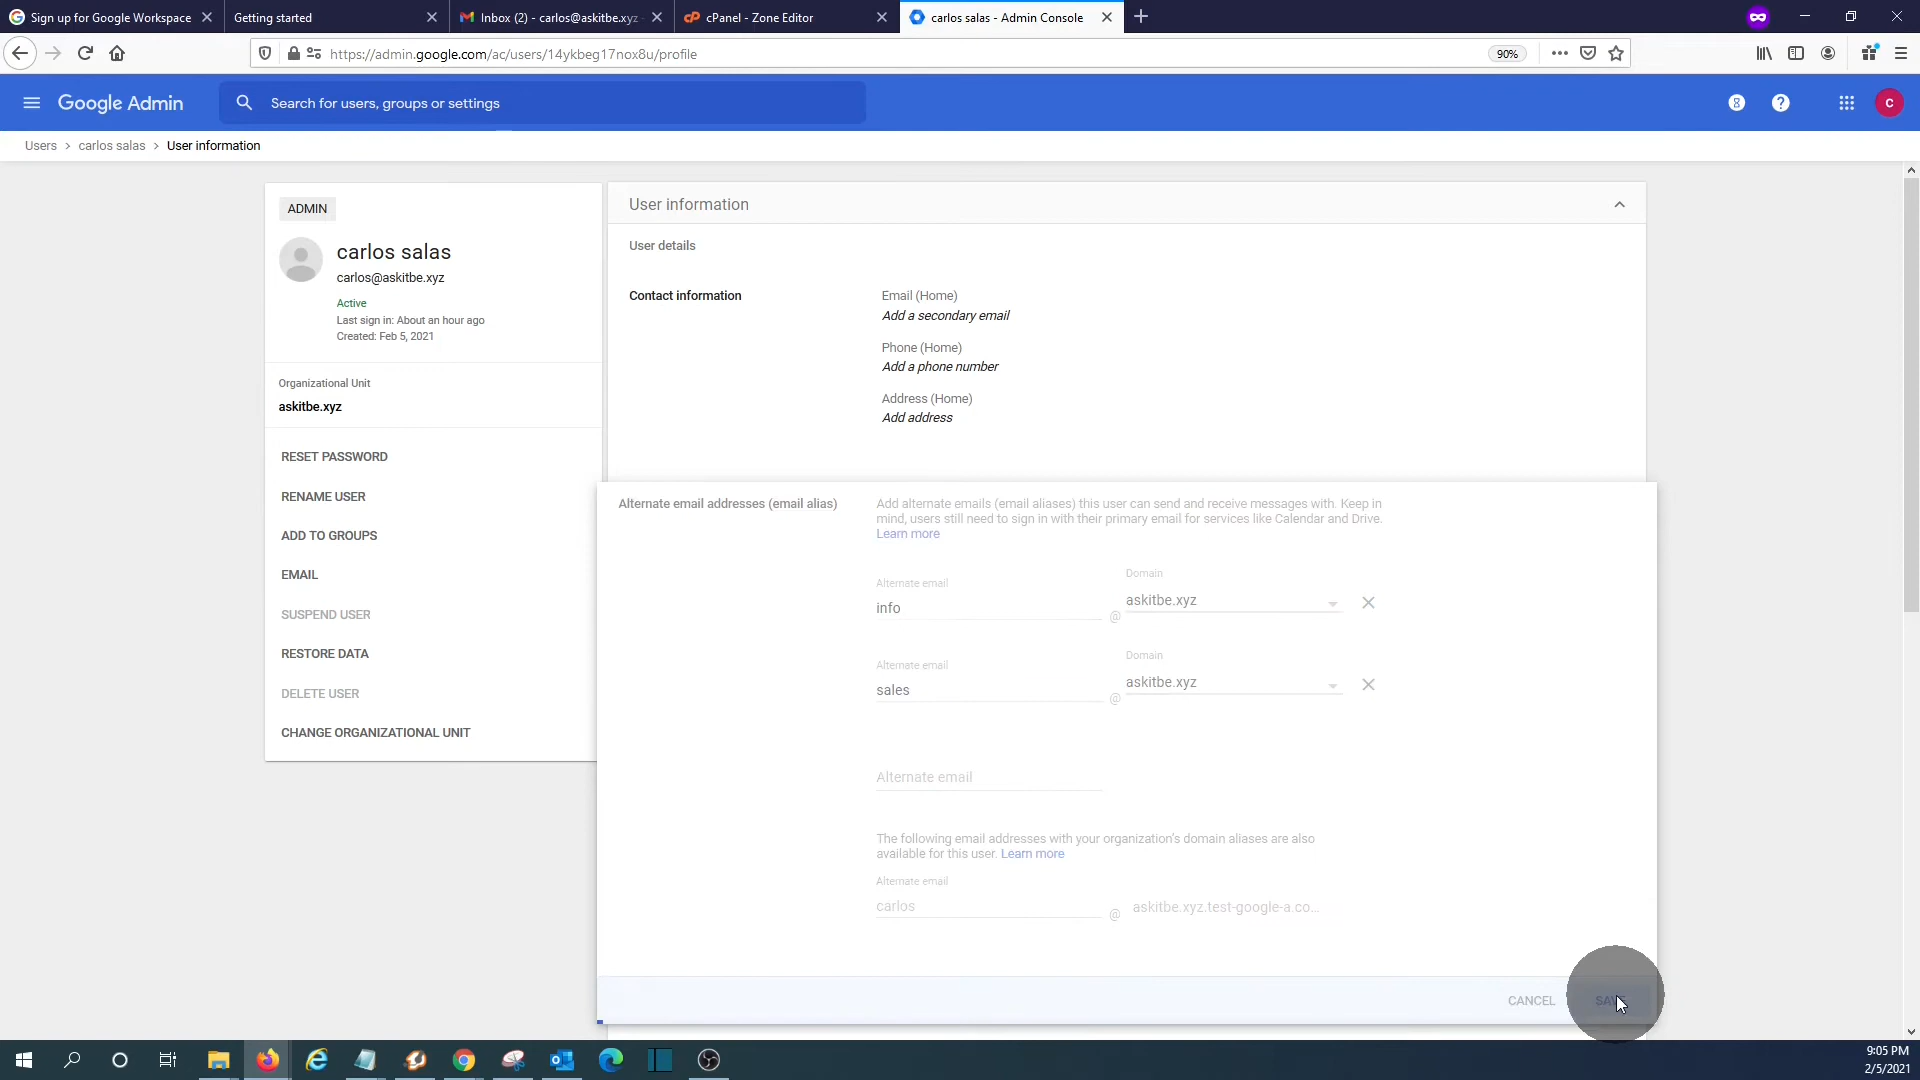 Sign up for Google Workspace
Getting started
Inbox (2) - carlos@askitbe.xyz -
cPanel - Zone Editor
carlos salas - Admin Console
https://admin.google.com/ac/users/14ykbeg17nox8u/profile
90%
Google Admin
Search for users, groups or settings
C
Users > carlos salas > User information
ADMIN
carlos salas
carlos@askitbe.xyz
Active
Last sign in: About an hour ago
Created: Feb 5, 2021
Organizational Unit
askitbe.xyz
RESET PASSWORD
RENAME USER
ADD TO GROUPS
EMAIL
SUSPEND USER
RESTORE DATA
DELETE USER
CHANGE ORGANIZATIONAL UNIT
User information
User details
Contact information
Email (Home)
Add a secondary email
Phone (Home)
Add a phone number
Address (Home)
Add address
Alternate email addresses (email alias)
Add alternate emails (email aliases) this user can send and receive messages with. Keep in
mind, users still need to sign in with their primary email for services like Calendar and Drive.
Learn more
Alternate email
Domain
info @ askitbe.xyz
Alternate email
Domain
sales @ askitbe.xyz
Alternate email
The following email addresses with your organization's domain aliases are also
available for this user. Learn more
Alternate email
carlos @ askitbe.xyz.test-google-a.co...
CANCEL
SAVE
9:05 PM
2/5/2021